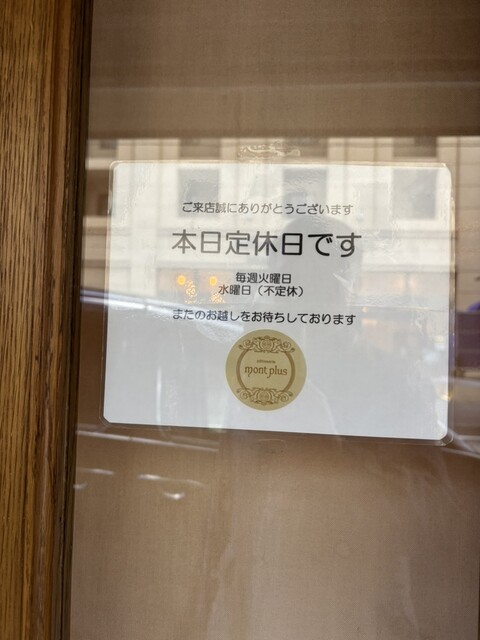 ご来店誠にありがとうございます
本日定休日です
毎週火曜日
水曜日（不定休）
またのお越しをお待ちしております
mont plus